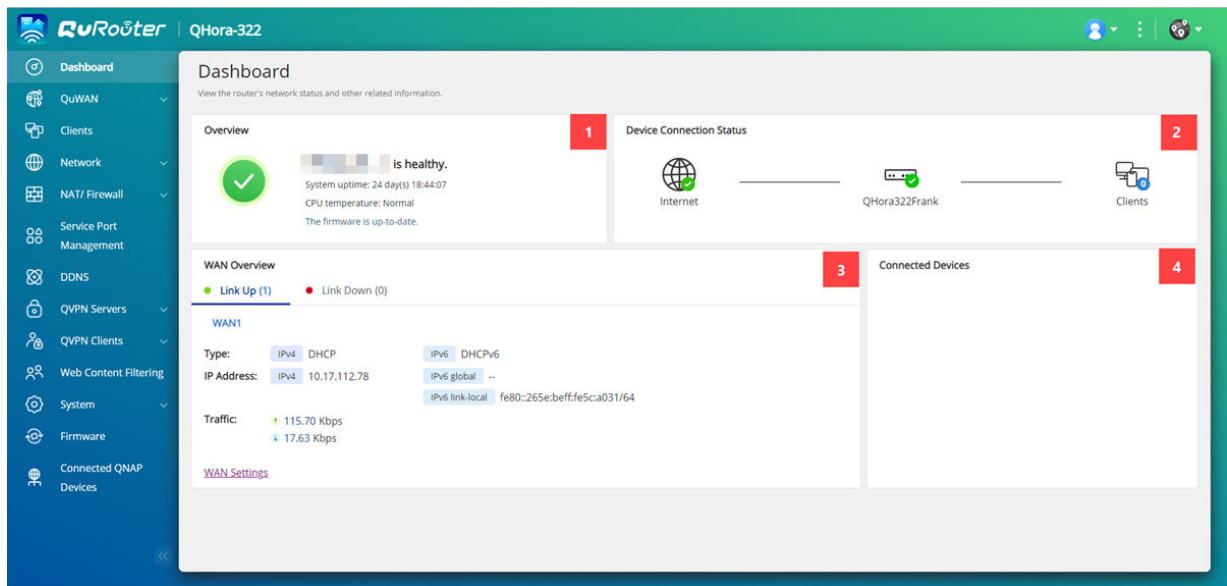 QuRouter | QHora-322
Dashboard
QuWAN
Clients
Network
NAT/ Firewall
Service Port
Management
DDNS
QVPN Servers
QVPN Clients
Web Content Filtering
System
Firmware
Connected QNAP
Devices
Dashboard
View the router's network status and other related information.
Overview
1
is healthy.
System uptime: 24 day(s) 18:44:07
CPU temperature: Normal
The firmware is up-to-date.
Device Connection Status
2
Internet
QHora322Frank
0
Clients
WAN Overview
3
Link Up (1)
Link Down (0)
WAN1
Type: IPv4 DHCP IPv6 DHCPv6
IP Address: IPv4 10.17.112.78 IPv6 global --
IPv6 link-local fe80::265e:beff:fe5c:a031/64
Traffic: 115.70 Kbps
17.63 Kbps
WAN Settings
Connected Devices
4